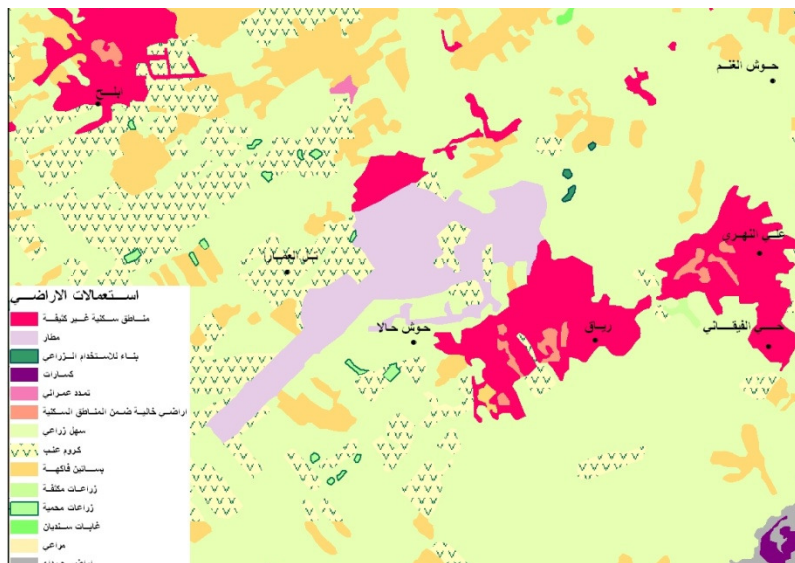 حوش الغنم
ابلح
علي النهري
تل العمارة
حي الفيقاني
رياق
حوش حالا
استعمالات الاراضي
مناطق سكنية غير كثيفة
مطار
بناء للاستخدام الزراعي
كسارات
تمدد عمراني
اراضي خالية ضمن المناطق السكنية
سهل زراعي
كروم عنب
بساتين فاكهة
زراعات مكثفة
زراعات محمية
غابات سنديان
مراعي